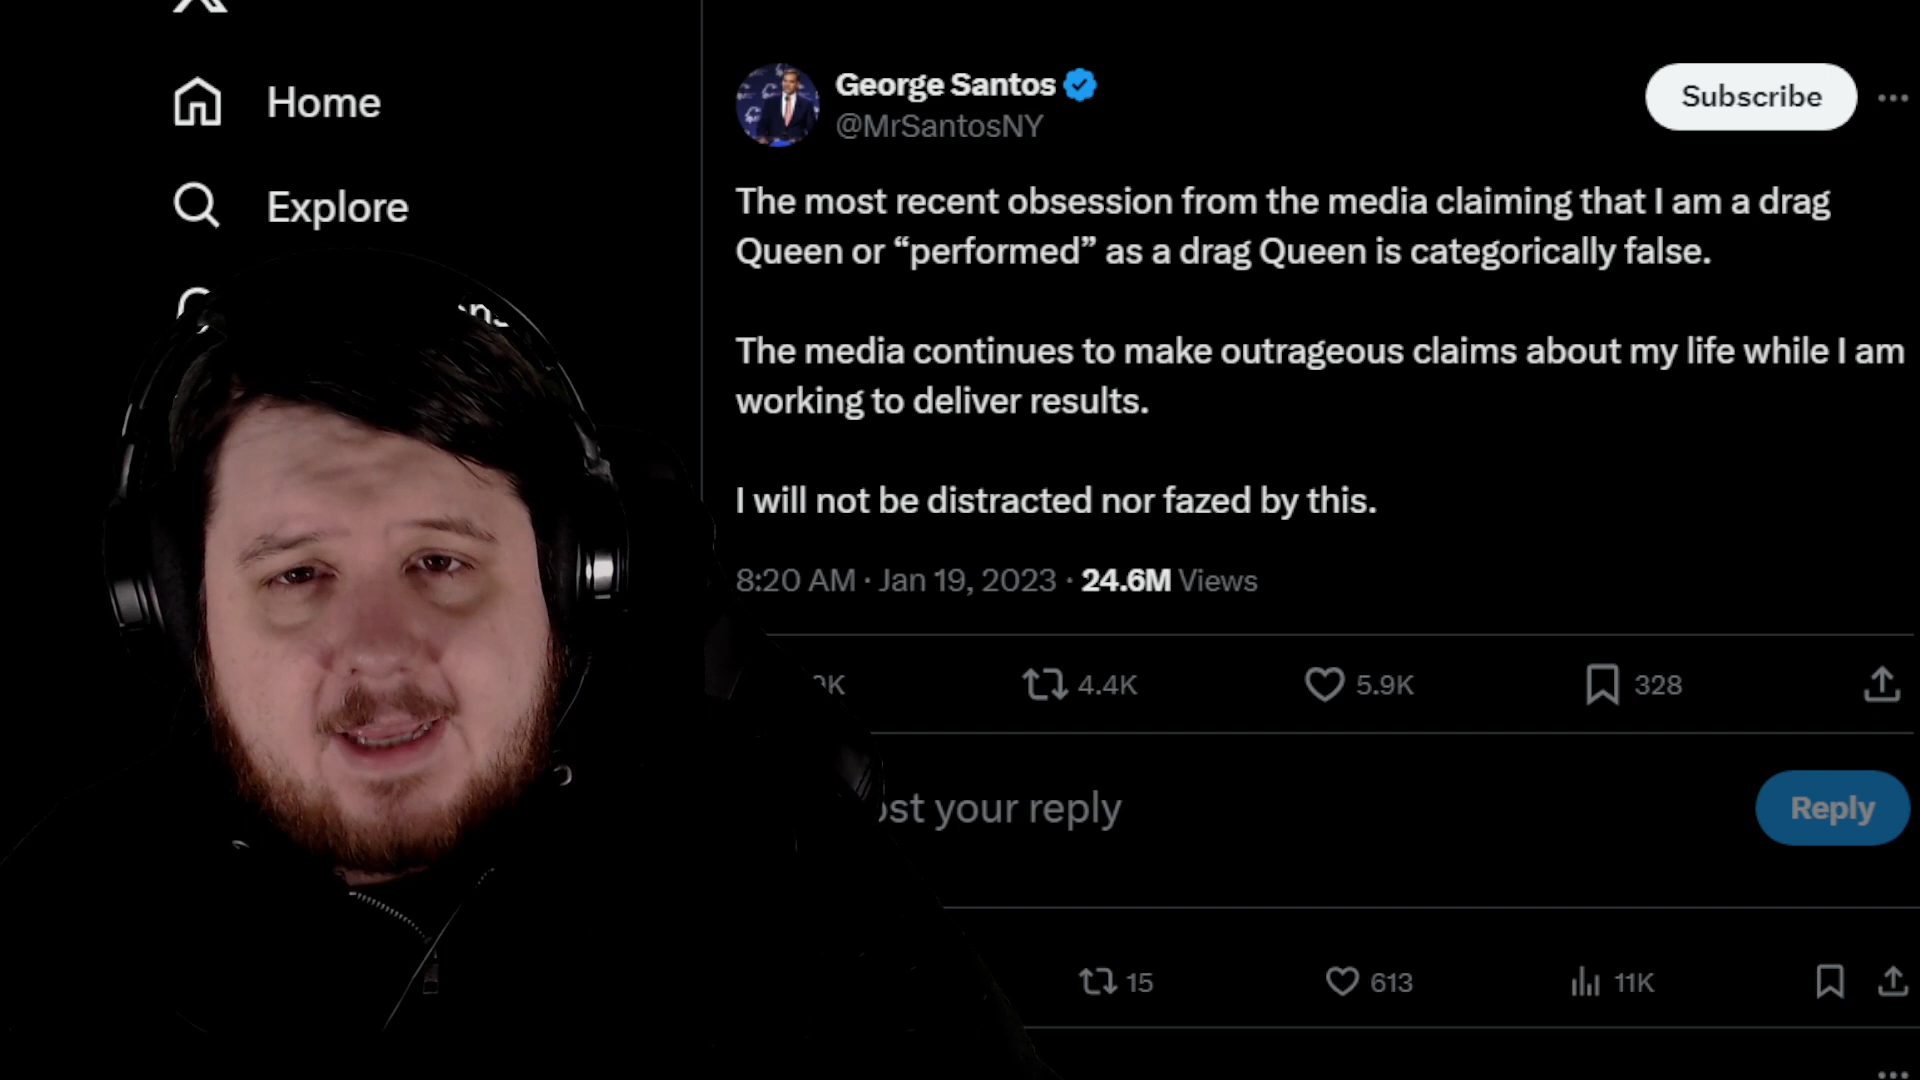 Home
Explore
George Santos
@MrSantosNY
Subscribe
The most recent obsession from the media claiming that I am a drag
Queen or “performed” as a drag Queen is categorically false.
The media continues to make outrageous claims about my life while I am
working to deliver results.
I will not be distracted nor fazed by this.
8:20 AM · Jan 19, 2023 · 24.6M Views
4.4K
5.9K
328
your reply
Reply
15
613
11K